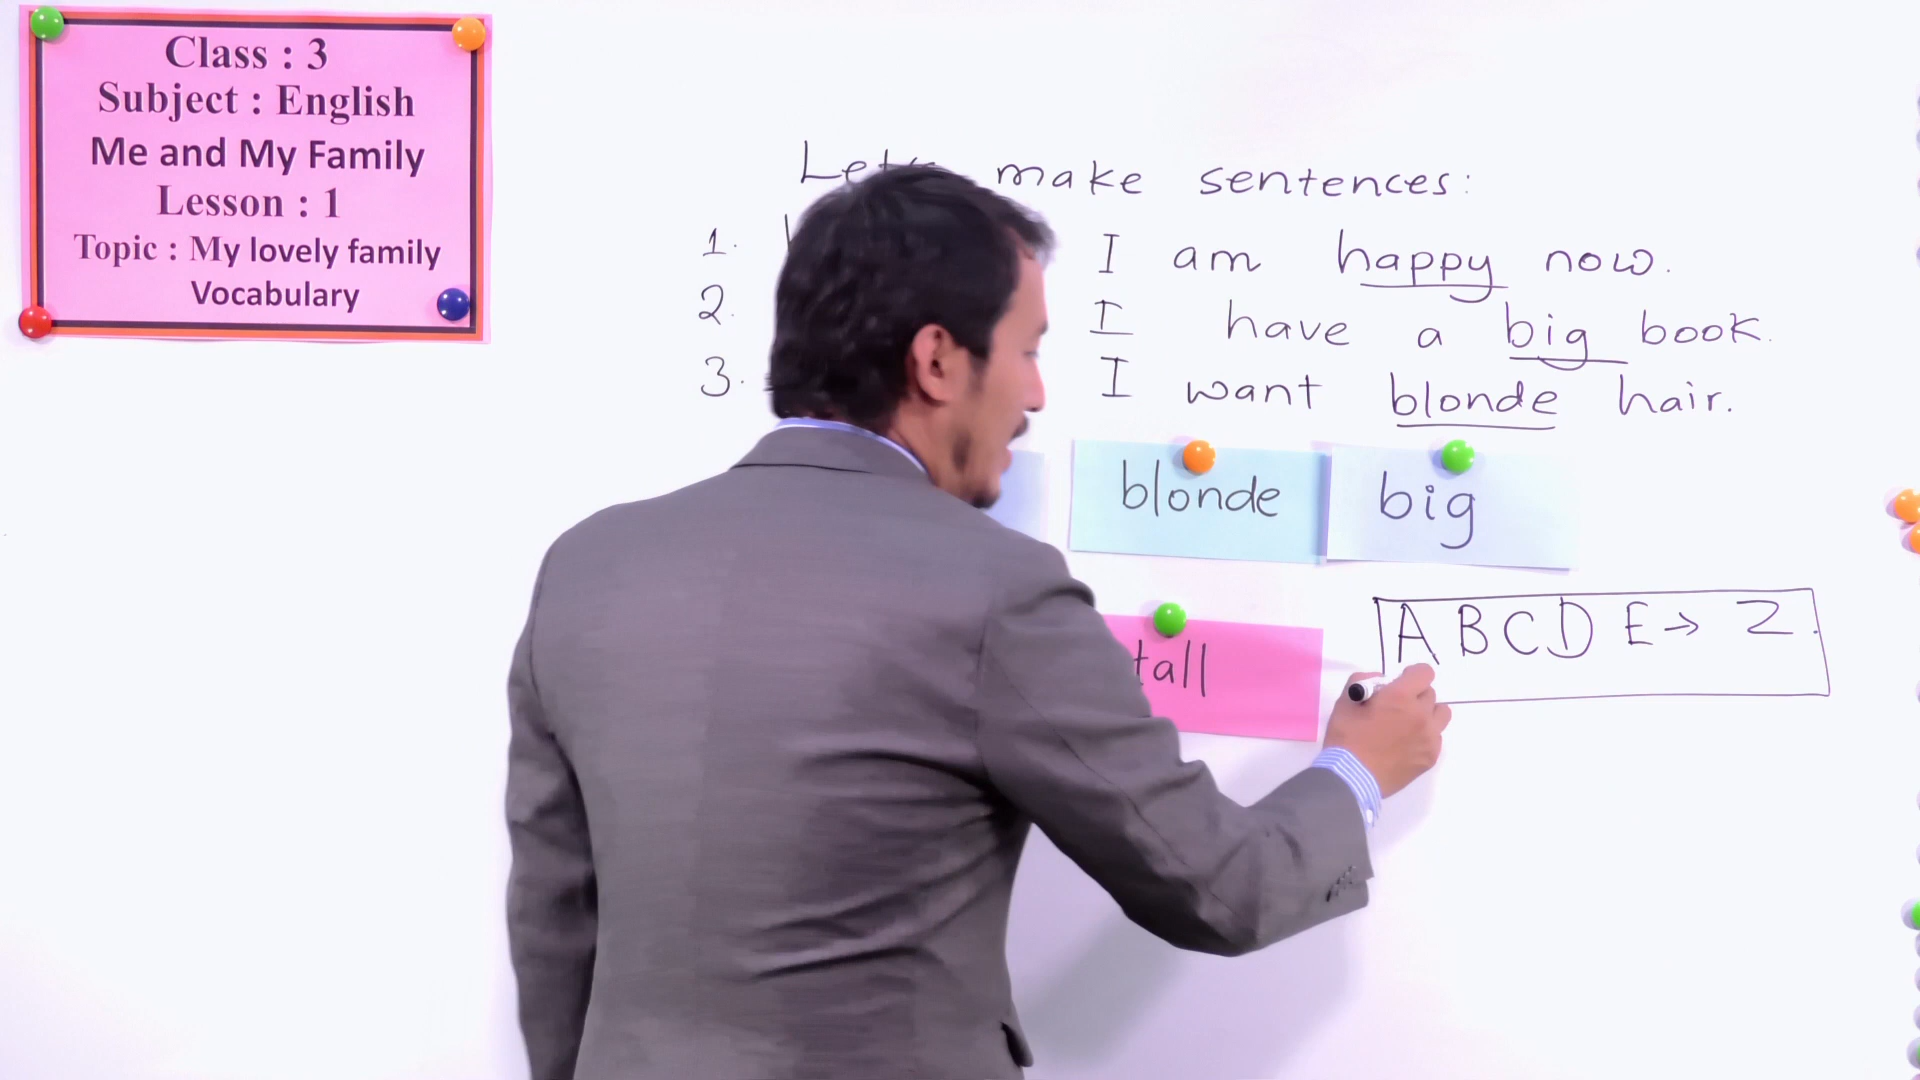 Class : 3
Subject : English
Me and My Family
Lesson : 1
Topic : My lovely family
Vocabulary
make sentences:
1. I am happy now.
2. I have a big book.
3. I want blonde hair.
blonde
big
tall
A B C D E → Z.